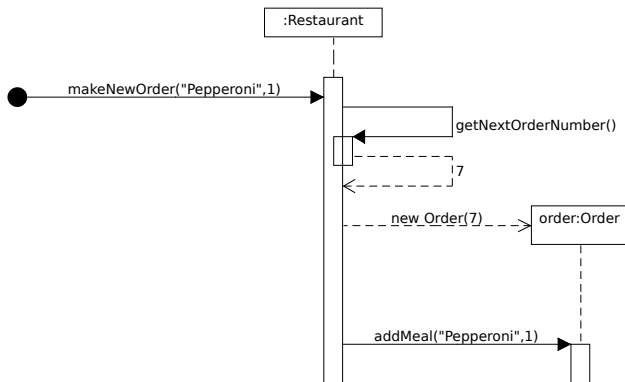 :Restaurant
makeNewOrder("Pepperoni",1)
getNextOrderNumber()
7
new Order(7)
order:Order
addMeal("Pepperoni",1)